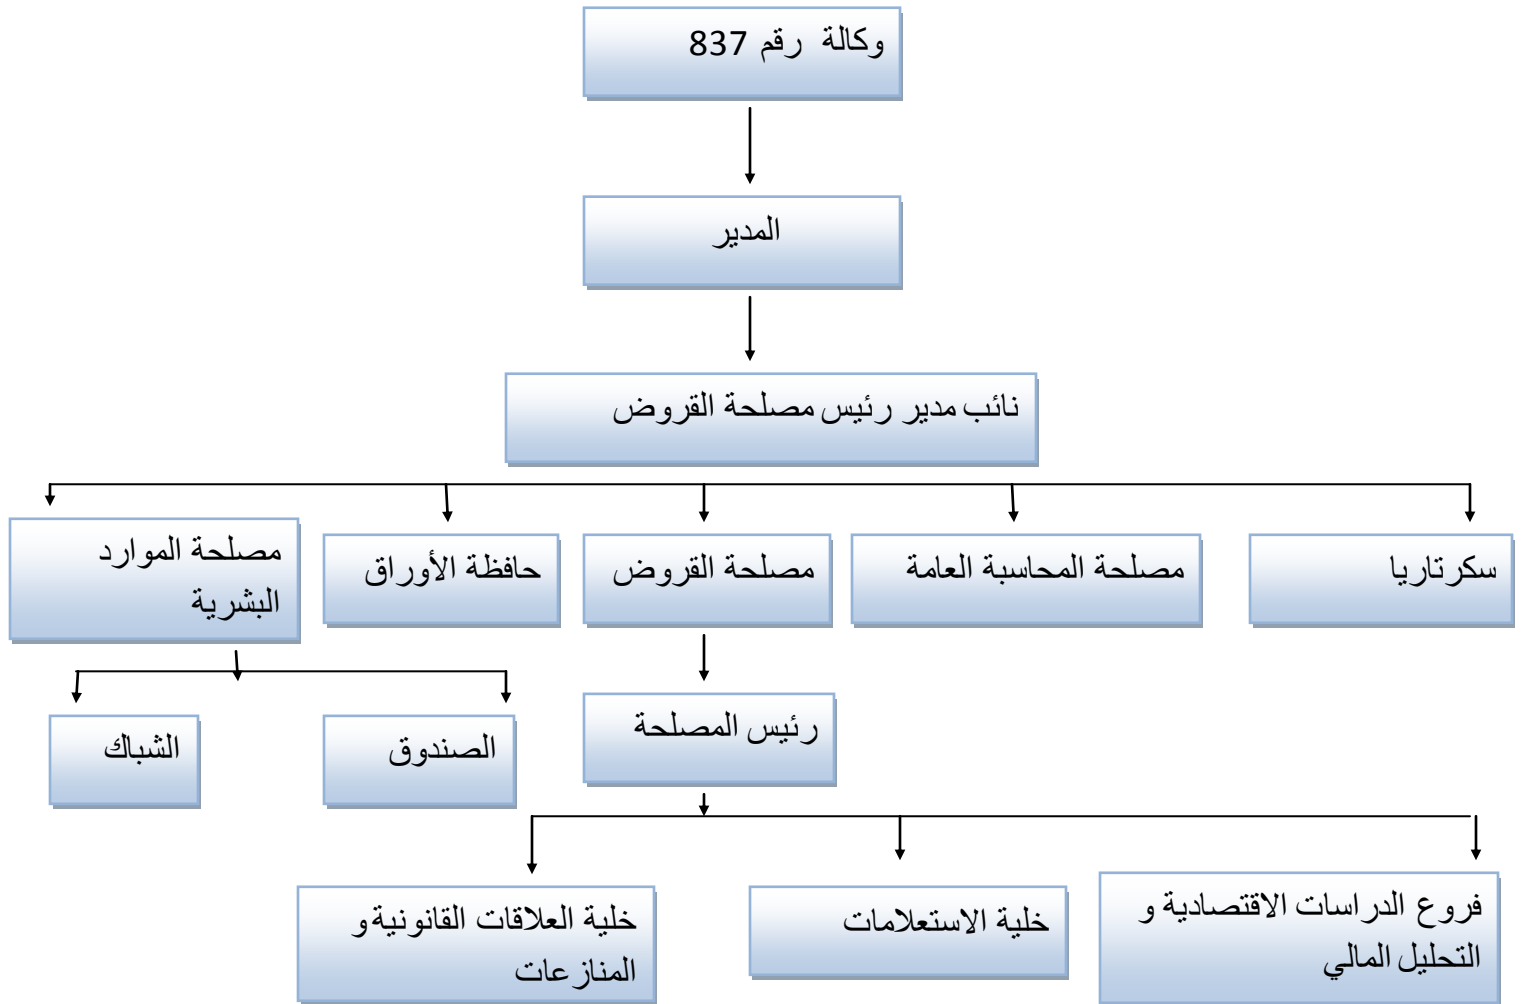 وكالة رقم 837
المدير
نائب مدير رئيس مصلحة القروض
سكرتاريا
مصلحة المحاسبة العامة
مصلحة القروض
حافظة الأوراق
مصلحة الموارد
البشرية
رئيس المصلحة
الصندوق
الشباك
فروع الدراسات الاقتصادية و
التحليل المالي
خلية الاستعلامات
خلية العلاقات القانونية و
المنازعات